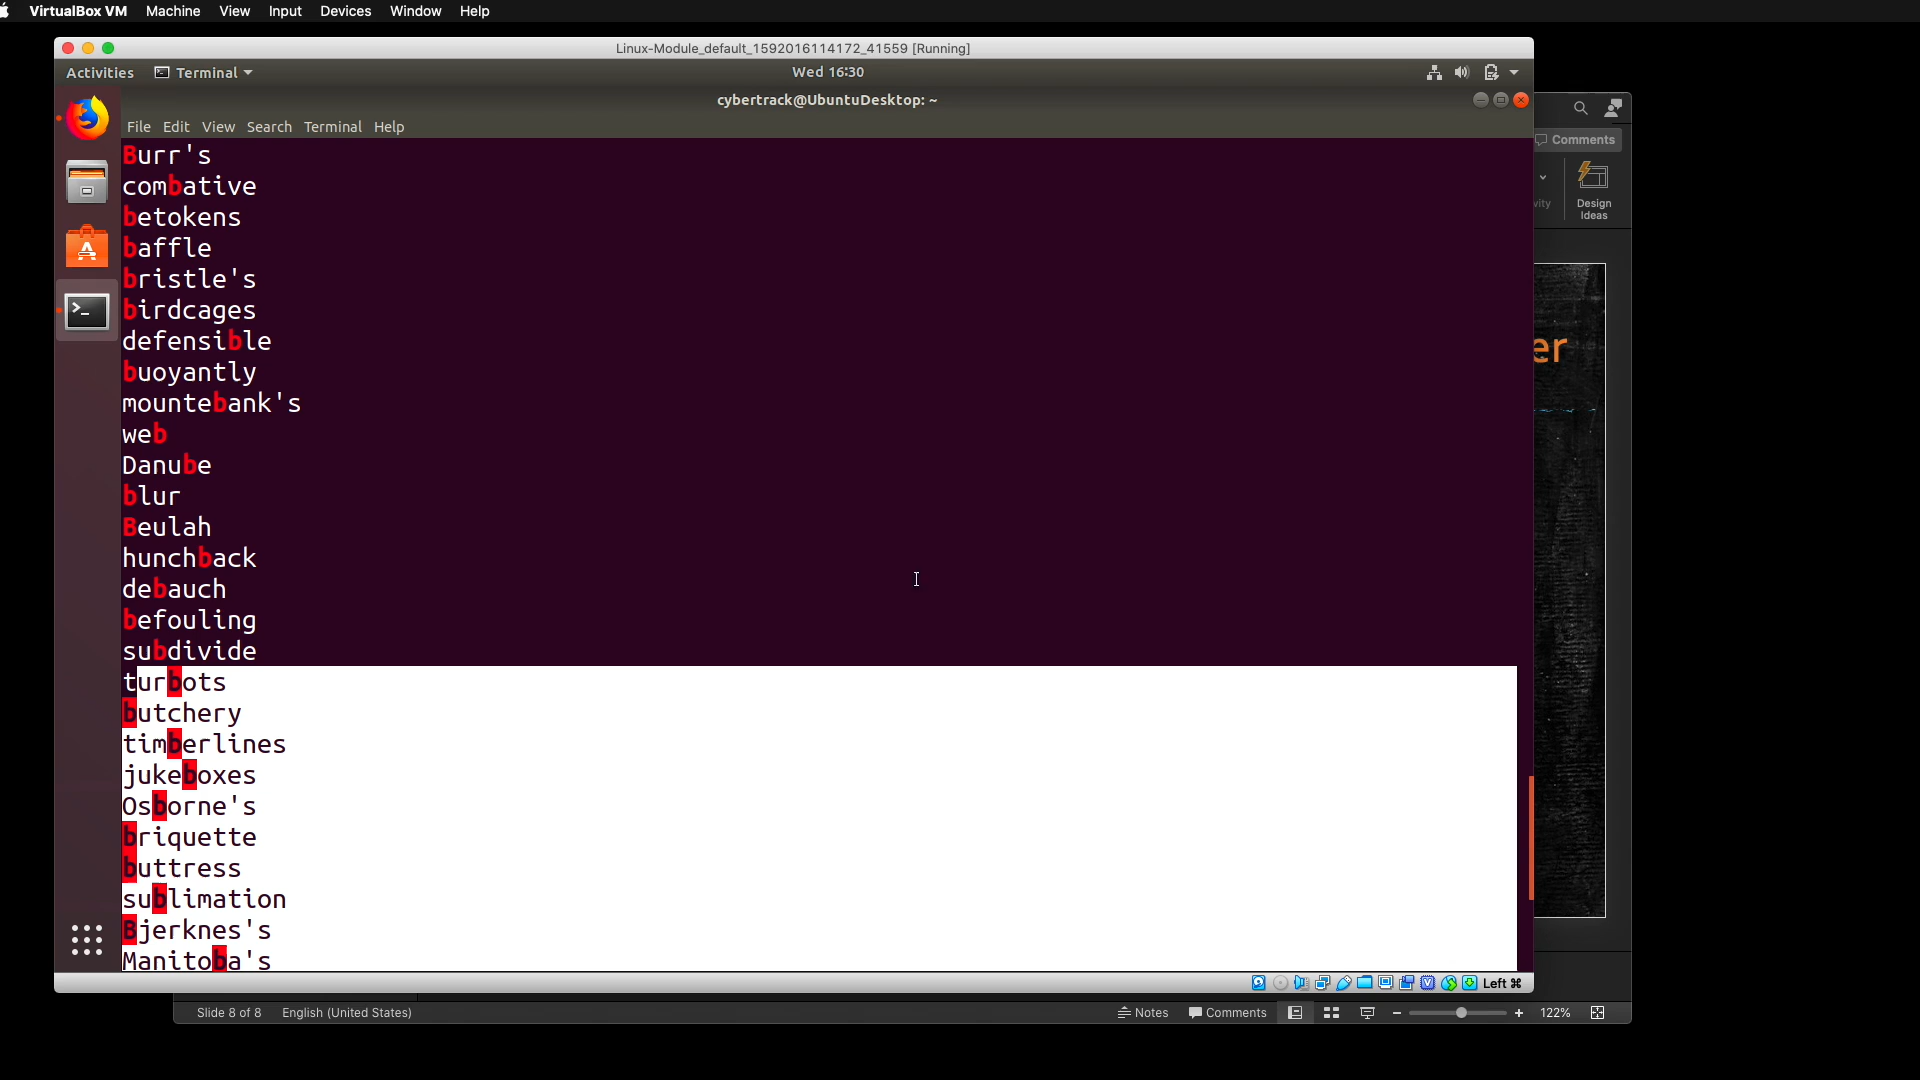 VirtualBox VM Machine View Input Devices Window Help
Linux-Module_default_1592016114172_41559 [Running]
Activities Terminal Wed 16:30
cybertrack@UbuntuDesktop: ~
File Edit View Search Terminal Help
Comments
Design
Ideas
vity
er
Burr's
combative
betokens
baffle
bristle's
birdcages
defensible
buoyantly
mountebank's
web
Danube
blur
Beulah
hunchback
debauch
befouling
subdivide
turbots
butchery
timberlines
jukeboxes
Osborne's
briquette
buttress
sublimation
Bjerknes's
Manitoba's
Left ⌘
Slide 8 of 8 English (United States) Notes Comments 122%